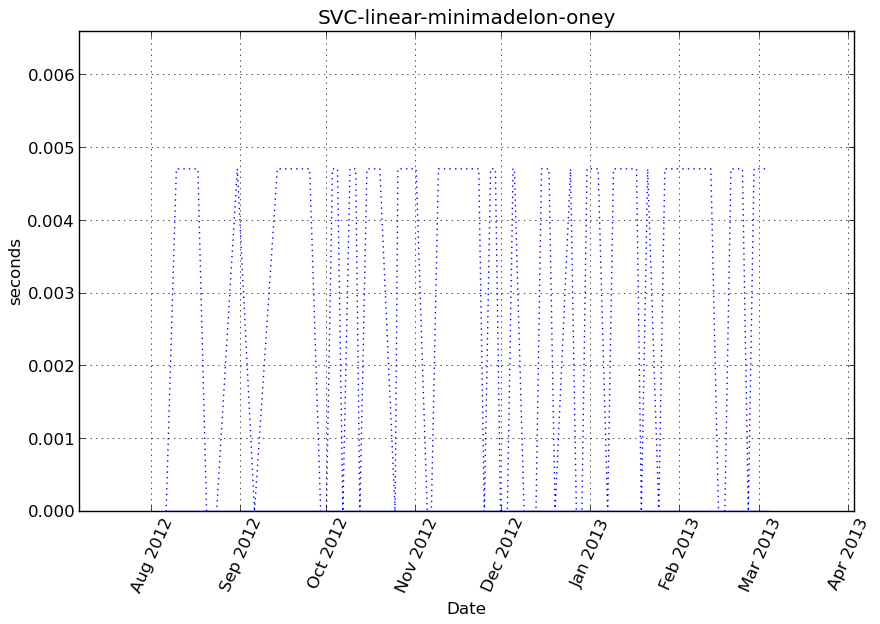 SVC-linear-minimadelon-oney
0.006
0.005
0.004
0.003
0.002
0.001
0.000
seconds
Aug 2012
Sep 2012
Oct 2012
Nov 2012
Dec 2012
Jan 2013
Feb 2013
Mar 2013
Apr 2013
Date